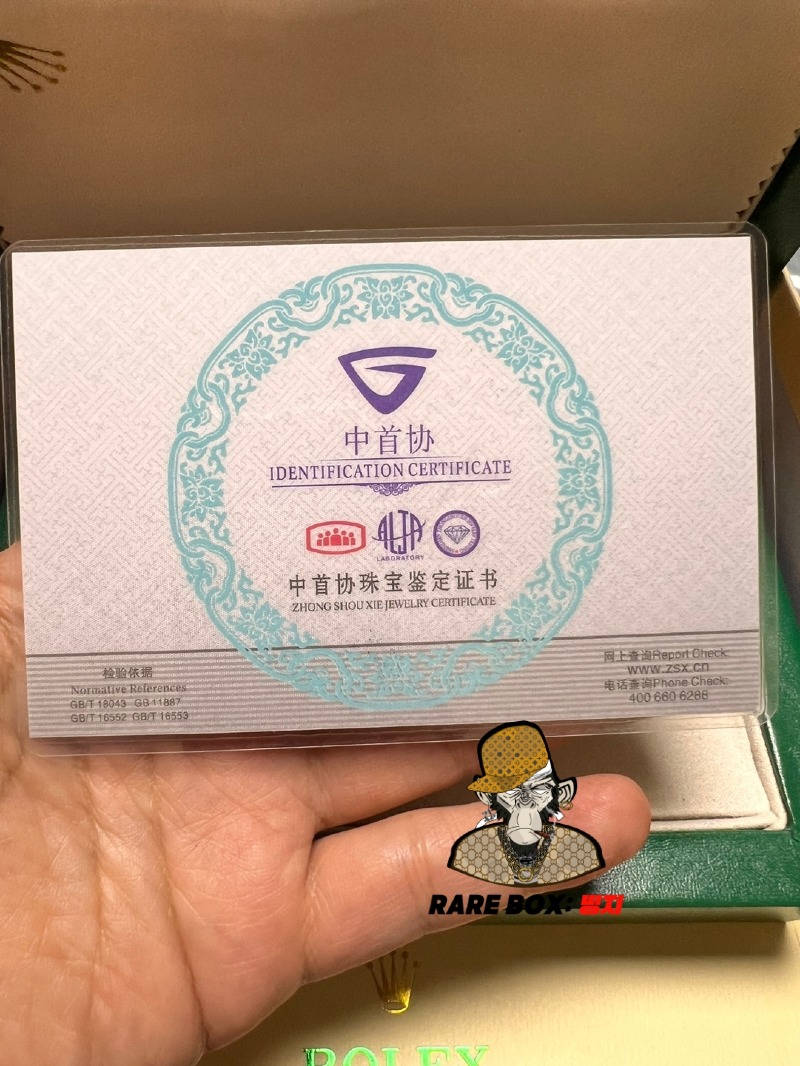 中首协
IDENTIFICATION CERTIFICATE
ALJA
LABORATORY
中首协珠宝鉴定证书
ZHONG SHOU XIE JEWELRY CERTIFICATE
检验依据
Normative References
GB/T 18043 GB 11887
GB/T 16552 GB/T 16553
网上查询Report Check:
www.zsx.cn
电话查询Phone Check:
400 660 6288
RARE BOX:
ROLEX